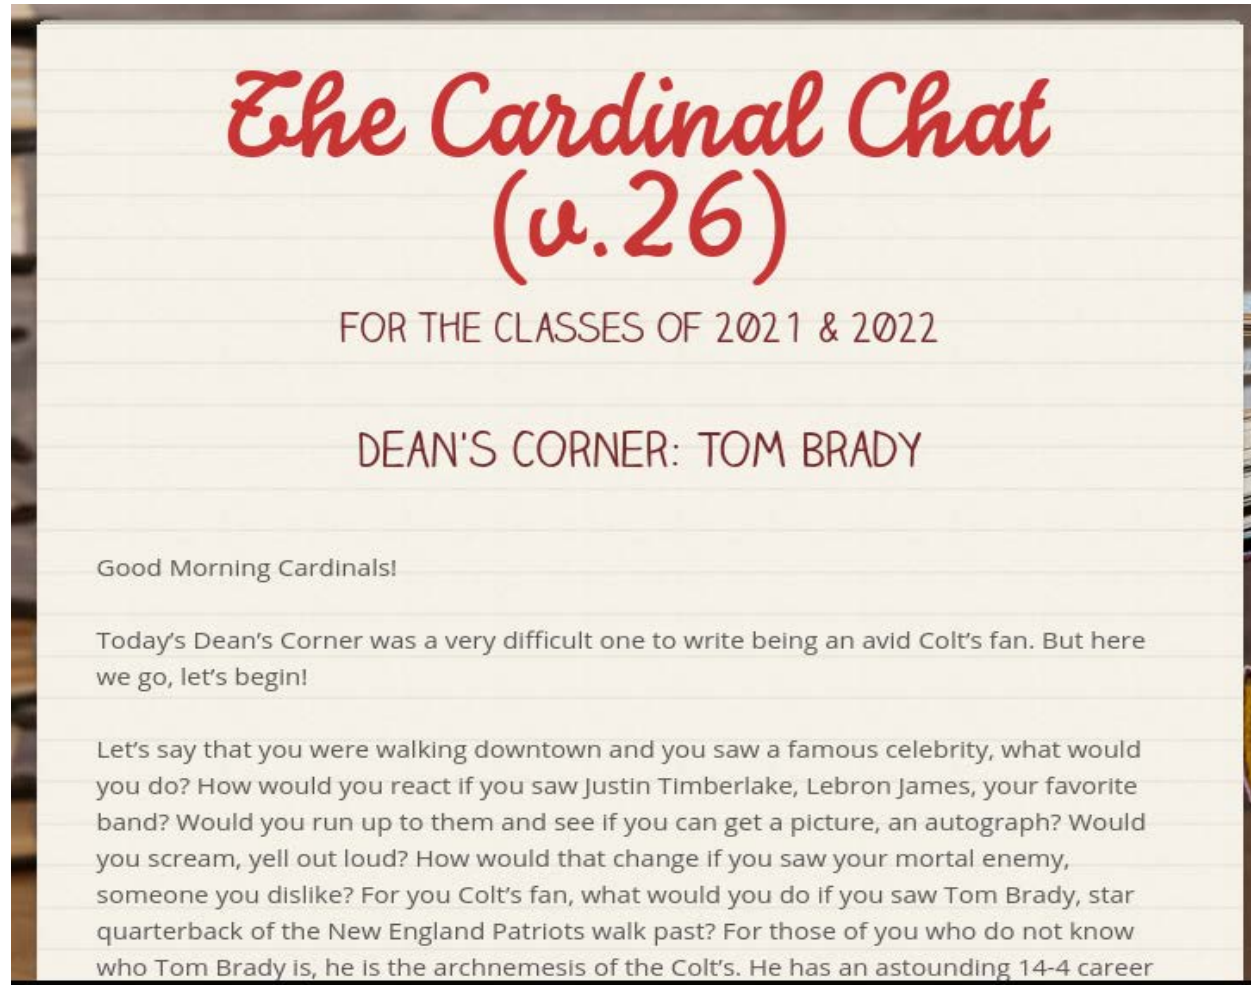 The Cardinal Chat
(v.26)
FOR THE CLASSES OF 2021 & 2022
DEAN'S CORNER: TOM BRADY
Good Morning Cardinals!
Today's Dean's Corner was a very difficult one to write being an avid Colt's fan. But here
we go, let's begin!
Let's say that you were walking downtown and you saw a famous celebrity, what would
you do? How would you react if you saw Justin Timberlake, Lebron James, your favorite
band? Would you run up to them and see if you can get a picture, an autograph? Would
you scream, yell out loud? How would that change if you saw your mortal enemy,
someone you dislike? For you Colt's fan, what would you do if you saw Tom Brady, star
quarterback of the New England Patriots walk past? For those of you who do not know
who Tom Brady is, he is the archnemesis of the Colt's. He has an astounding 14-4 career